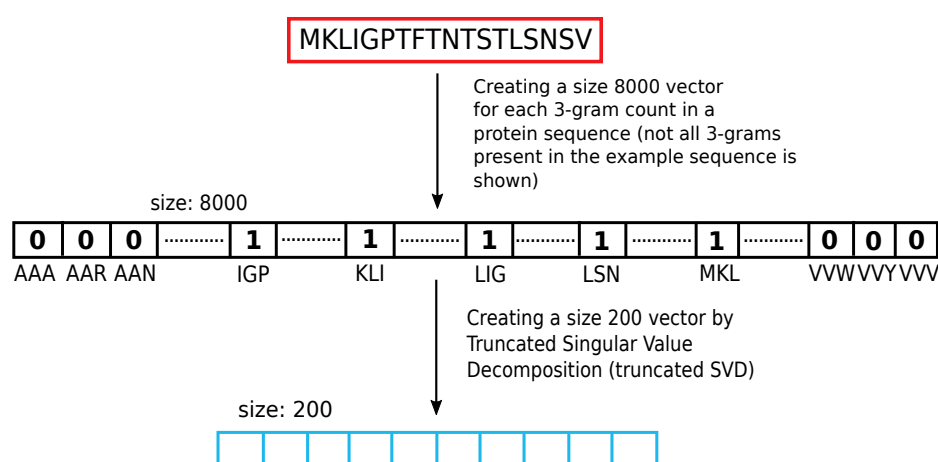 MKLIGPTFTNTSTLSNSV
Creating a size 8000 vector
for each 3-gram count in a
protein sequence (not all 3-grams
present in the example sequence is
shown)
size: 8000
0 0 0 ............ 1 ............ 1 ............ 1 ............ 1 ............ 1 ............ 0 0 0
AAA AAR AAN IGP KLI LIG LSN MKL VVW VVY VVV
Creating a size 200 vector by
Truncated Singular Value
Decomposition (truncated SVD)
size: 200